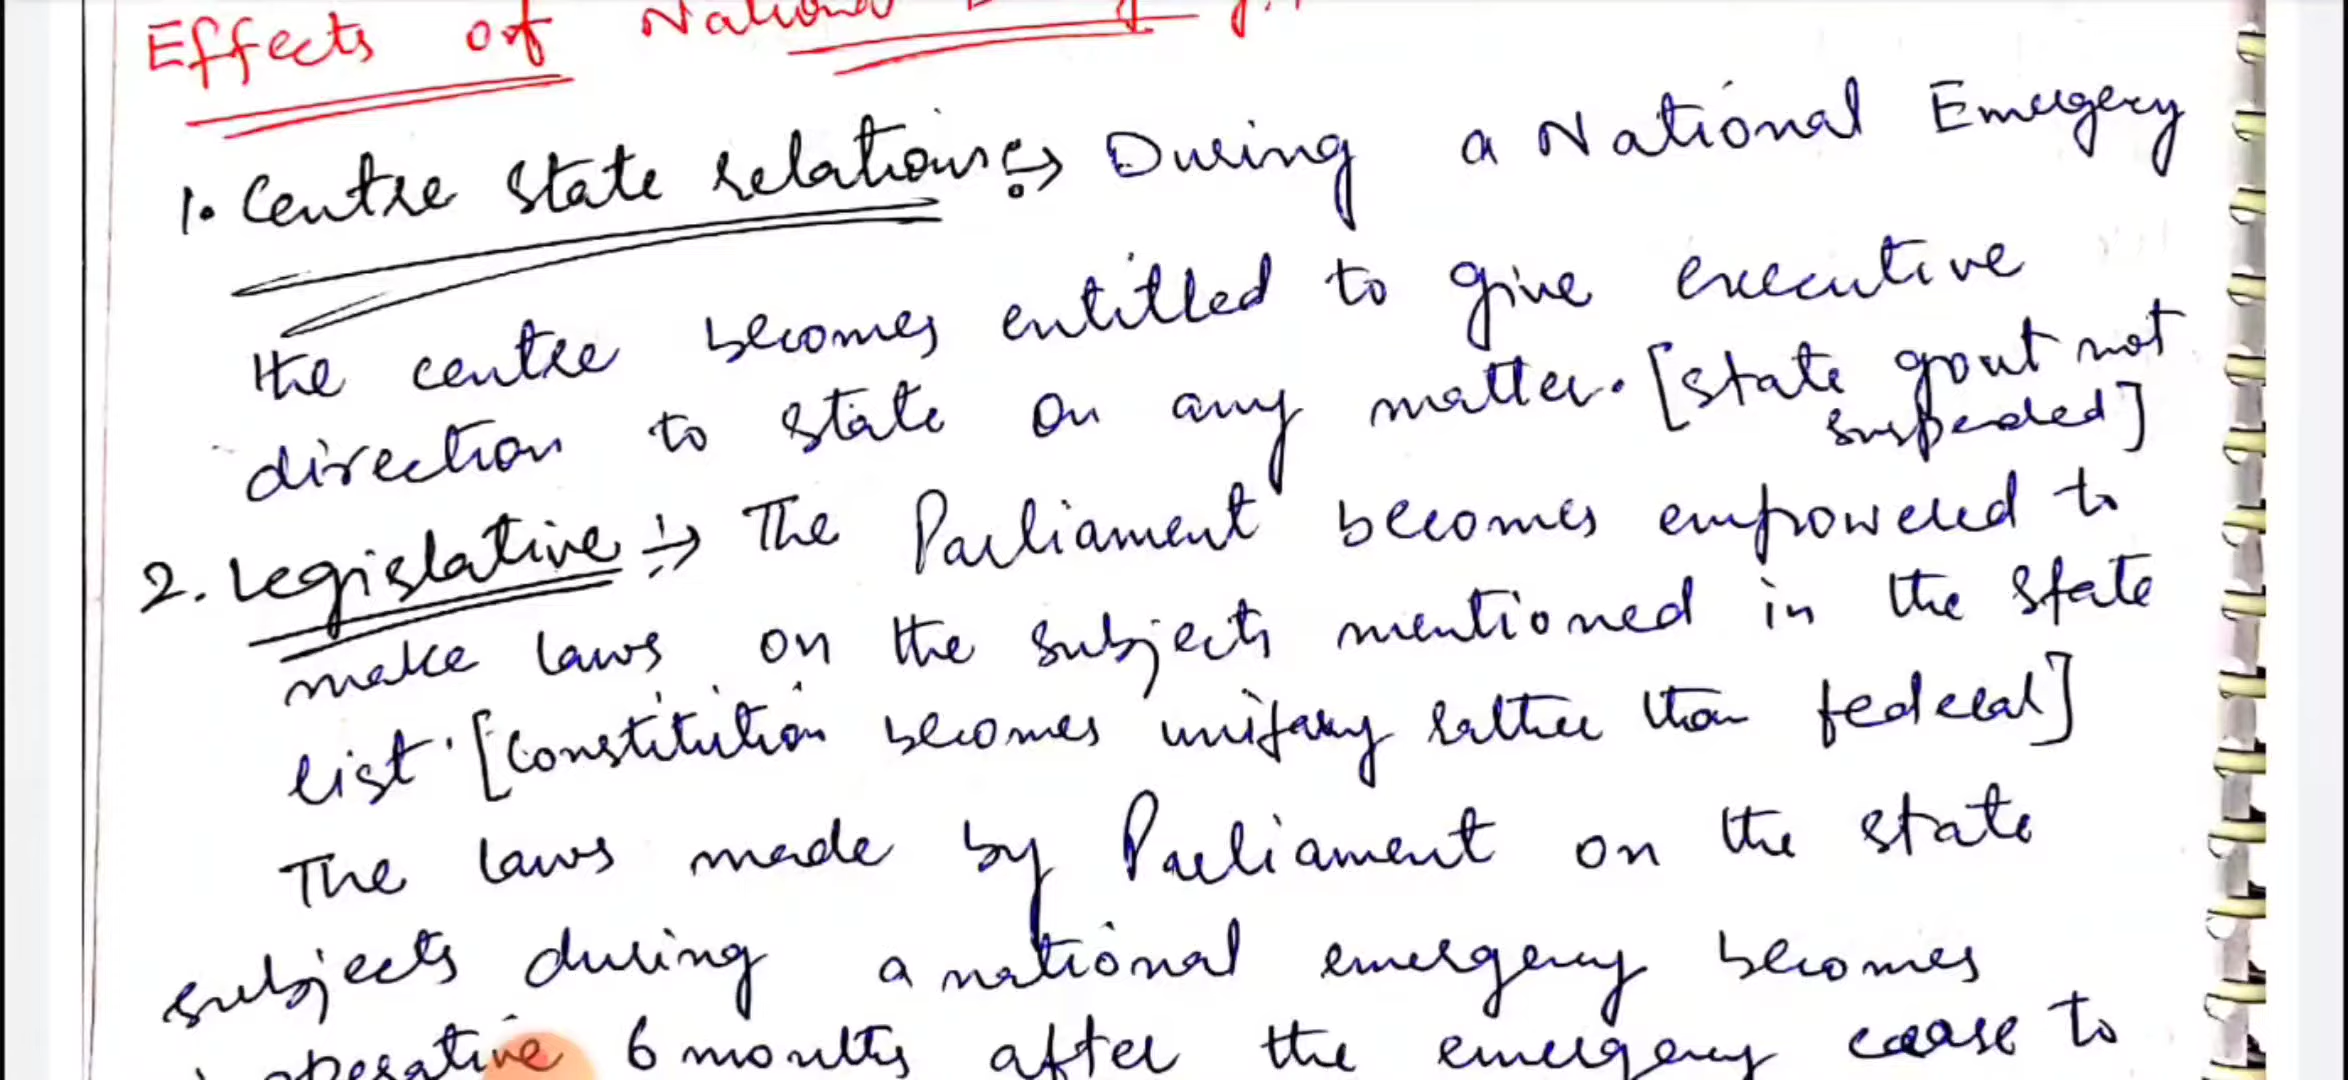 Effects of National Emergency
1. Centre State relations :→ During a National Emergency
the centre becomes entitled to give executive
direction to state on any matter. [State govt not
suspended]
2. Legislative :→ The Parliament becomes empowered to
make laws on the subjects mentioned in the State
list. [Constitution becomes unitary rather than federal]
The laws made by Parliament on the state
subjects during a national emergency becomes
inoperative 6 months after the emergency cease to